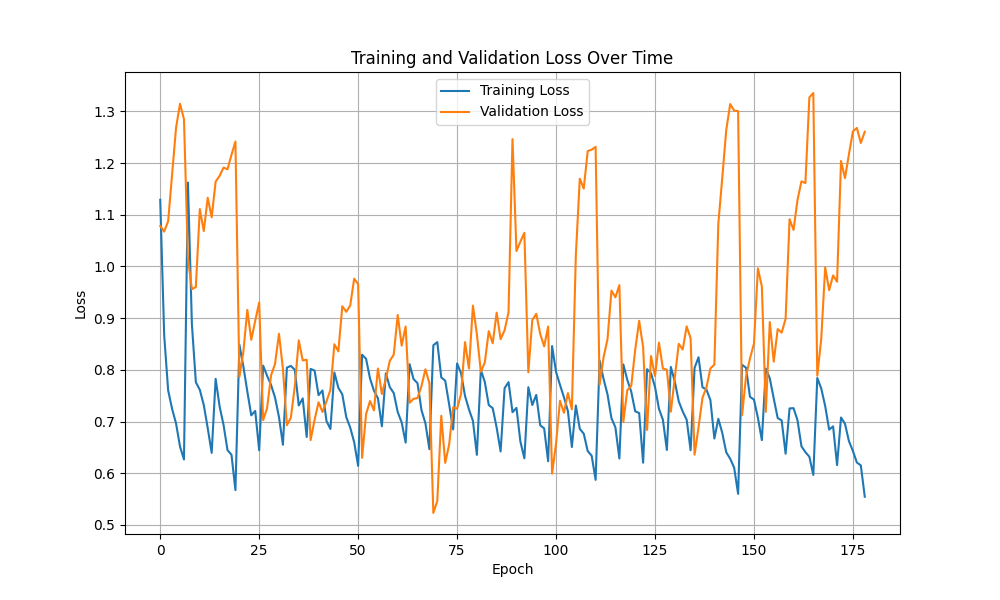 Training and Validation Loss Over Time
Training Loss
Validation Loss
Loss
1.3
1.2
1.1
1.0
0.9
0.8
0.7
0.6
0.5
0 25 50 75 100 125 150 175
Epoch